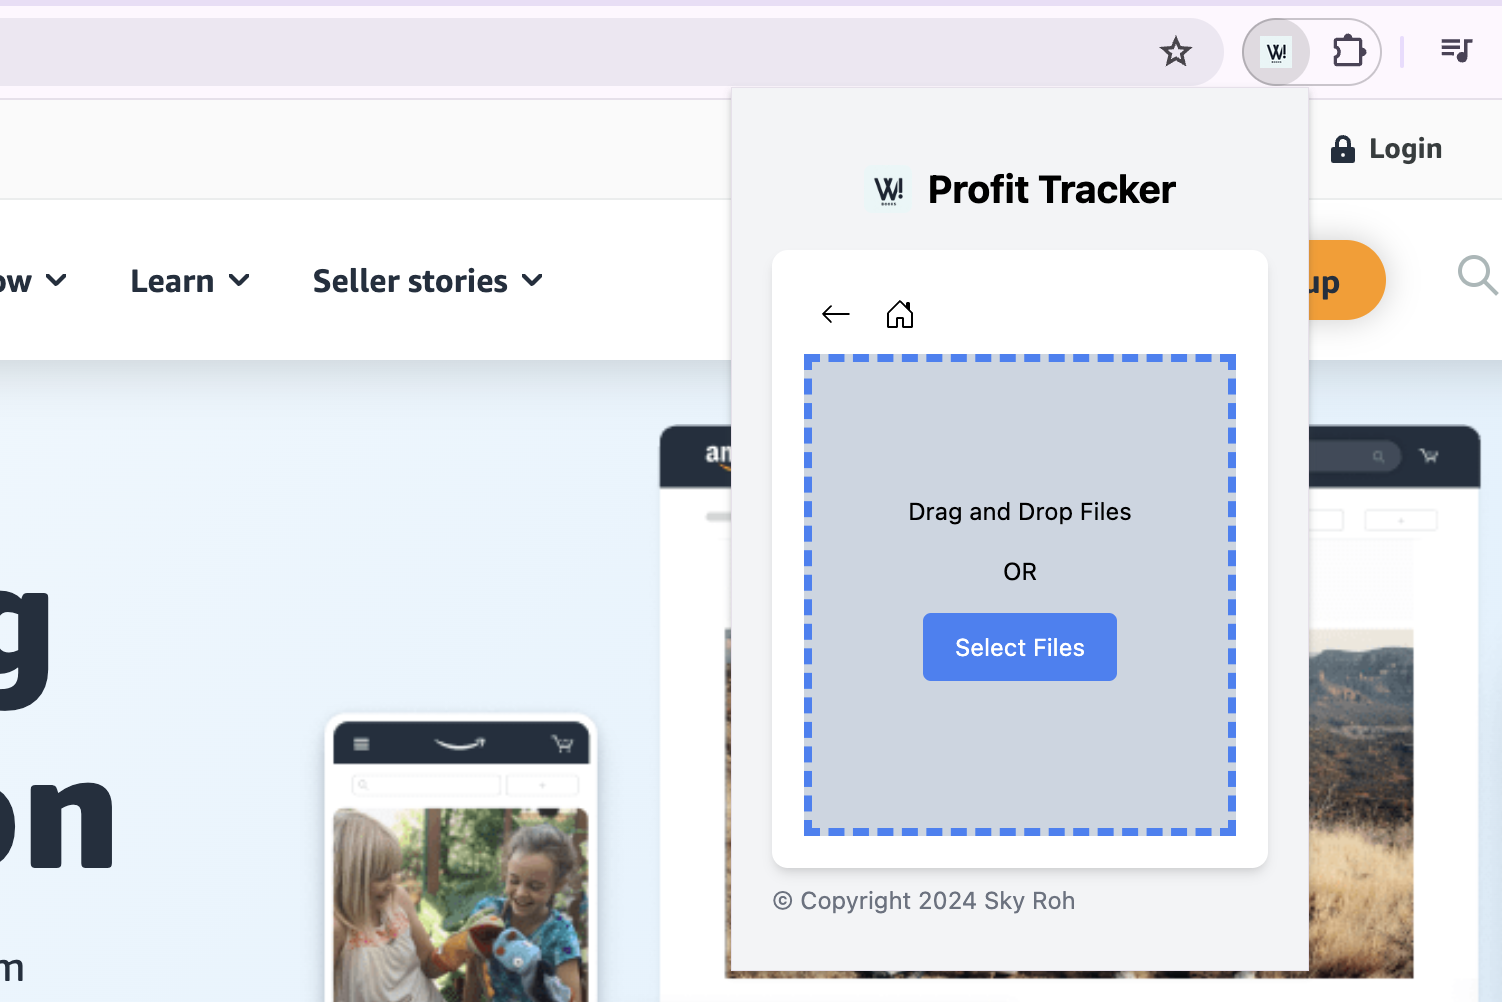 W!
Login
W!
Profit Tracker
ow
Learn
Seller stories
up
am
Drag and Drop Files
OR
Select Files
g
on
© Copyright 2024 Sky Roh
m